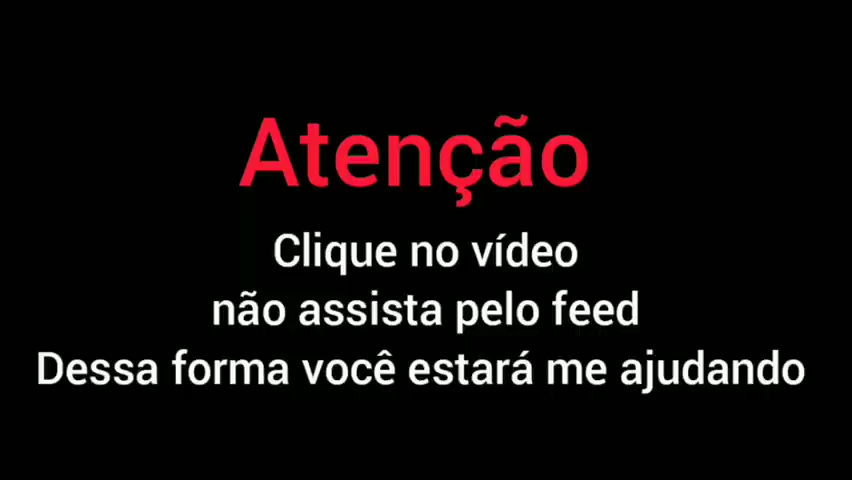 Atenção
Clique no vídeo
não assista pelo feed
Dessa forma você estará me ajudando